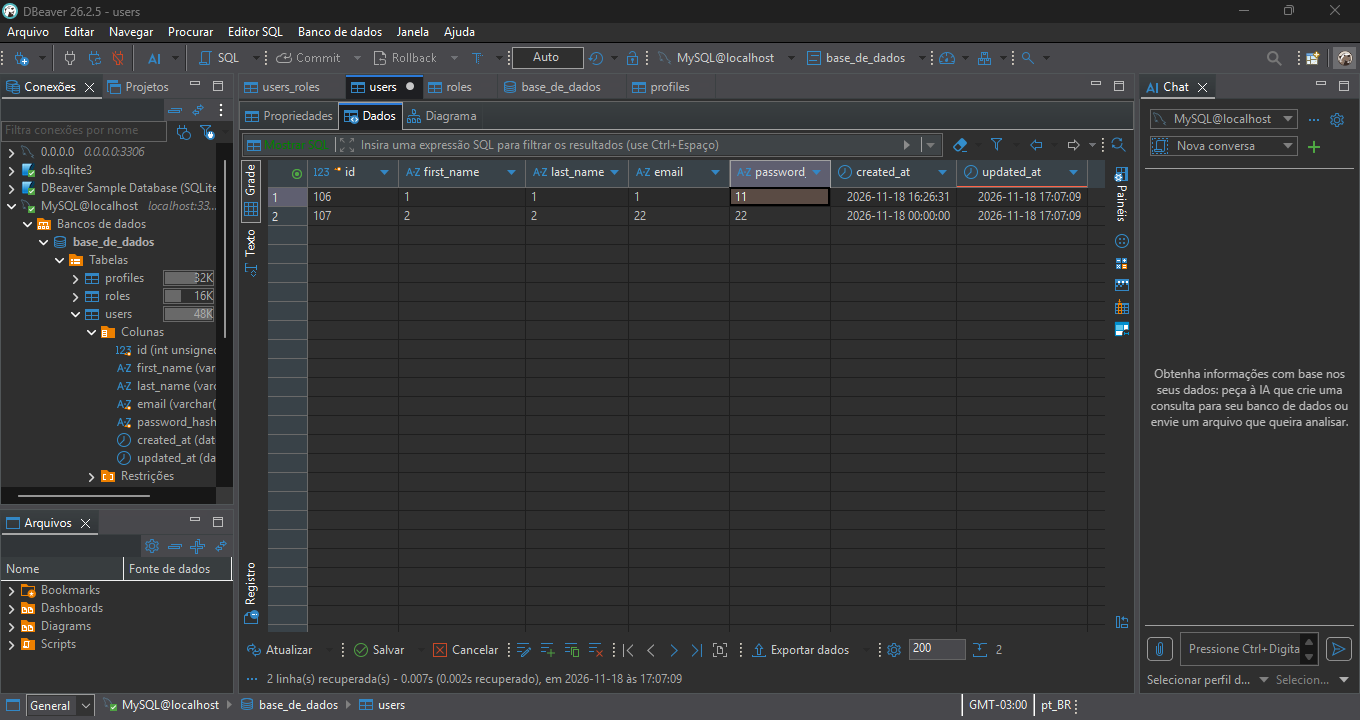 DBeaver 26.2.5 - users
Arquivo Editar Navegar Procurar Editor SQL Banco de dados Janela Ajuda
AI SQL Commit Rollback T Auto MySQL@localhost base_de_dados
Conexões Projetos
Filtra conexões por nome
0.0.0.0 0.0.0.0:3306
db.sqlite3
DBeaver Sample Database (SQLite
MySQL@localhost localhost:33...
Bancos de dados
base_de_dados
Tabelas
profiles 32K
roles 16K
users 48K
Colunas
id (int unsigned
first_name (var
last_name (varc
email (varchar(
password_hash
created_at (dat
updated_at (da
Restrições
Arquivos
Nome Fonte de dados
Bookmarks
Dashboards
Diagrams
Scripts
users_roles users roles base_de_dados profiles
Propriedades Dados Diagrama
Mostrar SQL Insira uma expressão SQL para filtrar os resultados (use Ctrl+Espaço)
Grade
Texto
Registro
123 id A-Z first_name A-Z last_name A-Z email A-Z password_ created_at updated_at
1 106 1 1 1 11 2026-11-18 16:26:31 2026-11-18 17:07:09
2 107 2 2 22 22 2026-11-18 00:00:00 2026-11-18 17:07:09
Painéis
Atualizar Salvar Cancelar Exportar dados 200 2
2 linha(s) recuperada(s) - 0.007s (0.002s recuperado), em 2026-11-18 às 17:07:09
AI Chat
MySQL@localhost
Nova conversa
Obtenha informações com base nos
seus dados: peça à IA que crie uma
consulta para seu banco de dados ou
envie um arquivo que queira analisar.
Pressione Ctrl+Digita
Selecionar perfil d... Selecion...
General MySQL@localhost base_de_dados users GMT-03:00 pt_BR